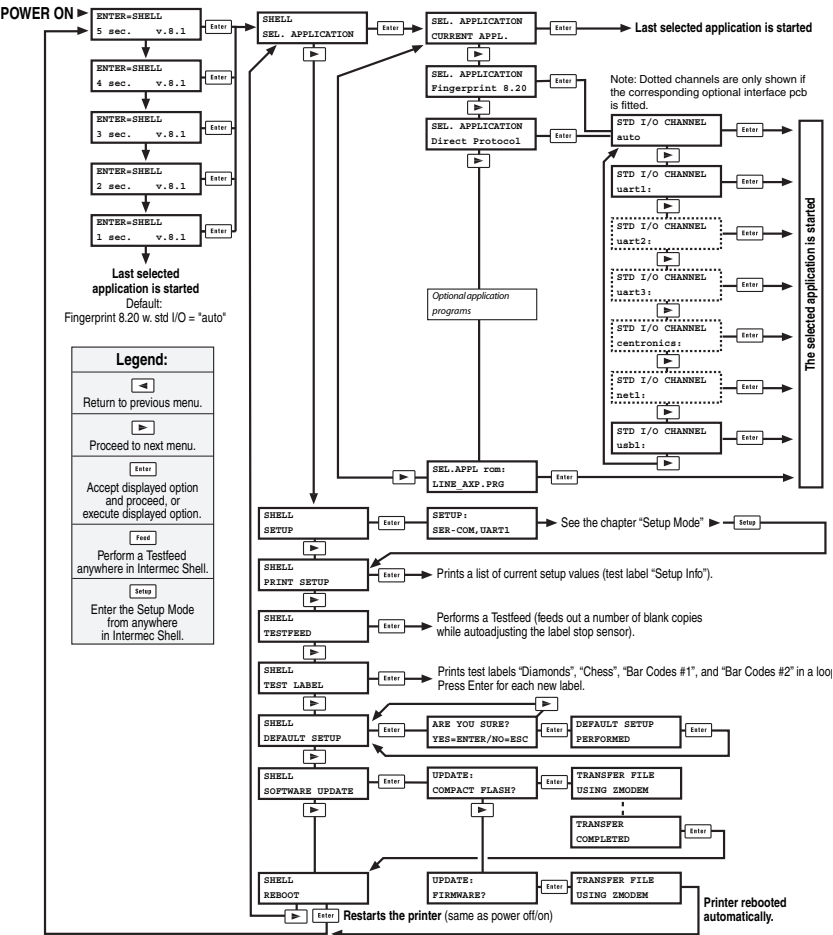 POWER ON
ENTER=SHELL
5 sec. v.8.1
Enter
ENTER=SHELL
4 sec. v.8.1
Enter
ENTER=SHELL
3 sec. v.8.1
Enter
ENTER=SHELL
2 sec. v.8.1
Enter
ENTER=SHELL
1 sec. v.8.1
Enter
Last selected
application is started
Default:
Fingerprint 8.20 w. std I/O = "auto"
Legend:
Return to previous menu.
Proceed to next menu.
Enter
Accept displayed option
and proceed, or
execute displayed option.
Feed
Perform a Testfeed
anywhere in Intermec Shell.
Setup
Enter the Setup Mode
from anywhere
in Intermec Shell.
SHELL
SEL. APPLICATION
Enter
SEL. APPLICATION
CURRENT APPL.
Enter
Last selected application is started
SEL. APPLICATION
Fingerprint 8.20
Enter
SEL. APPLICATION
Direct Protocol
Enter
Note: Dotted channels are only shown if
the corresponding optional interface pcb
is fitted.
STD I/O CHANNEL
auto
Enter
STD I/O CHANNEL
uart1:
Enter
STD I/O CHANNEL
uart2:
Enter
STD I/O CHANNEL
uart3:
Enter
STD I/O CHANNEL
centronics:
Enter
STD I/O CHANNEL
net1:
Enter
STD I/O CHANNEL
usb1:
Enter
The selected application is started
Optional application
programs
SEL.APPL rom:
LINE_AXP.PRG
Enter
SHELL
SETUP
Enter
SETUP:
SER-COM,UART1
See the chapter “Setup Mode”
Setup
SHELL
PRINT SETUP
Enter
Prints a list of current setup values (test label “Setup Info”).
SHELL
TESTFEED
Enter
Performs a Testfeed (feeds out a number of blank copies
while autoadjusting the label stop sensor).
SHELL
TEST LABEL
Enter
Prints test labels “Diamonds”, “Chess”, “Bar Codes #1”, and “Bar Codes #2” in a loop
Press Enter for each new label.
SHELL
DEFAULT SETUP
Enter
ARE YOU SURE?
YES=ENTER/NO=ESC
Enter
DEFAULT SETUP
PERFORMED
Enter
SHELL
SOFTWARE UPDATE
Enter
UPDATE:
COMPACT FLASH?
Enter
TRANSFER FILE
USING ZMODEM
TRANSFER
COMPLETED
Enter
SHELL
REBOOT
UPDATE:
FIRMWARE?
Enter
TRANSFER FILE
USING ZMODEM
Printer rebooted
automatically.
Enter
Restarts the printer (same as power off/on)